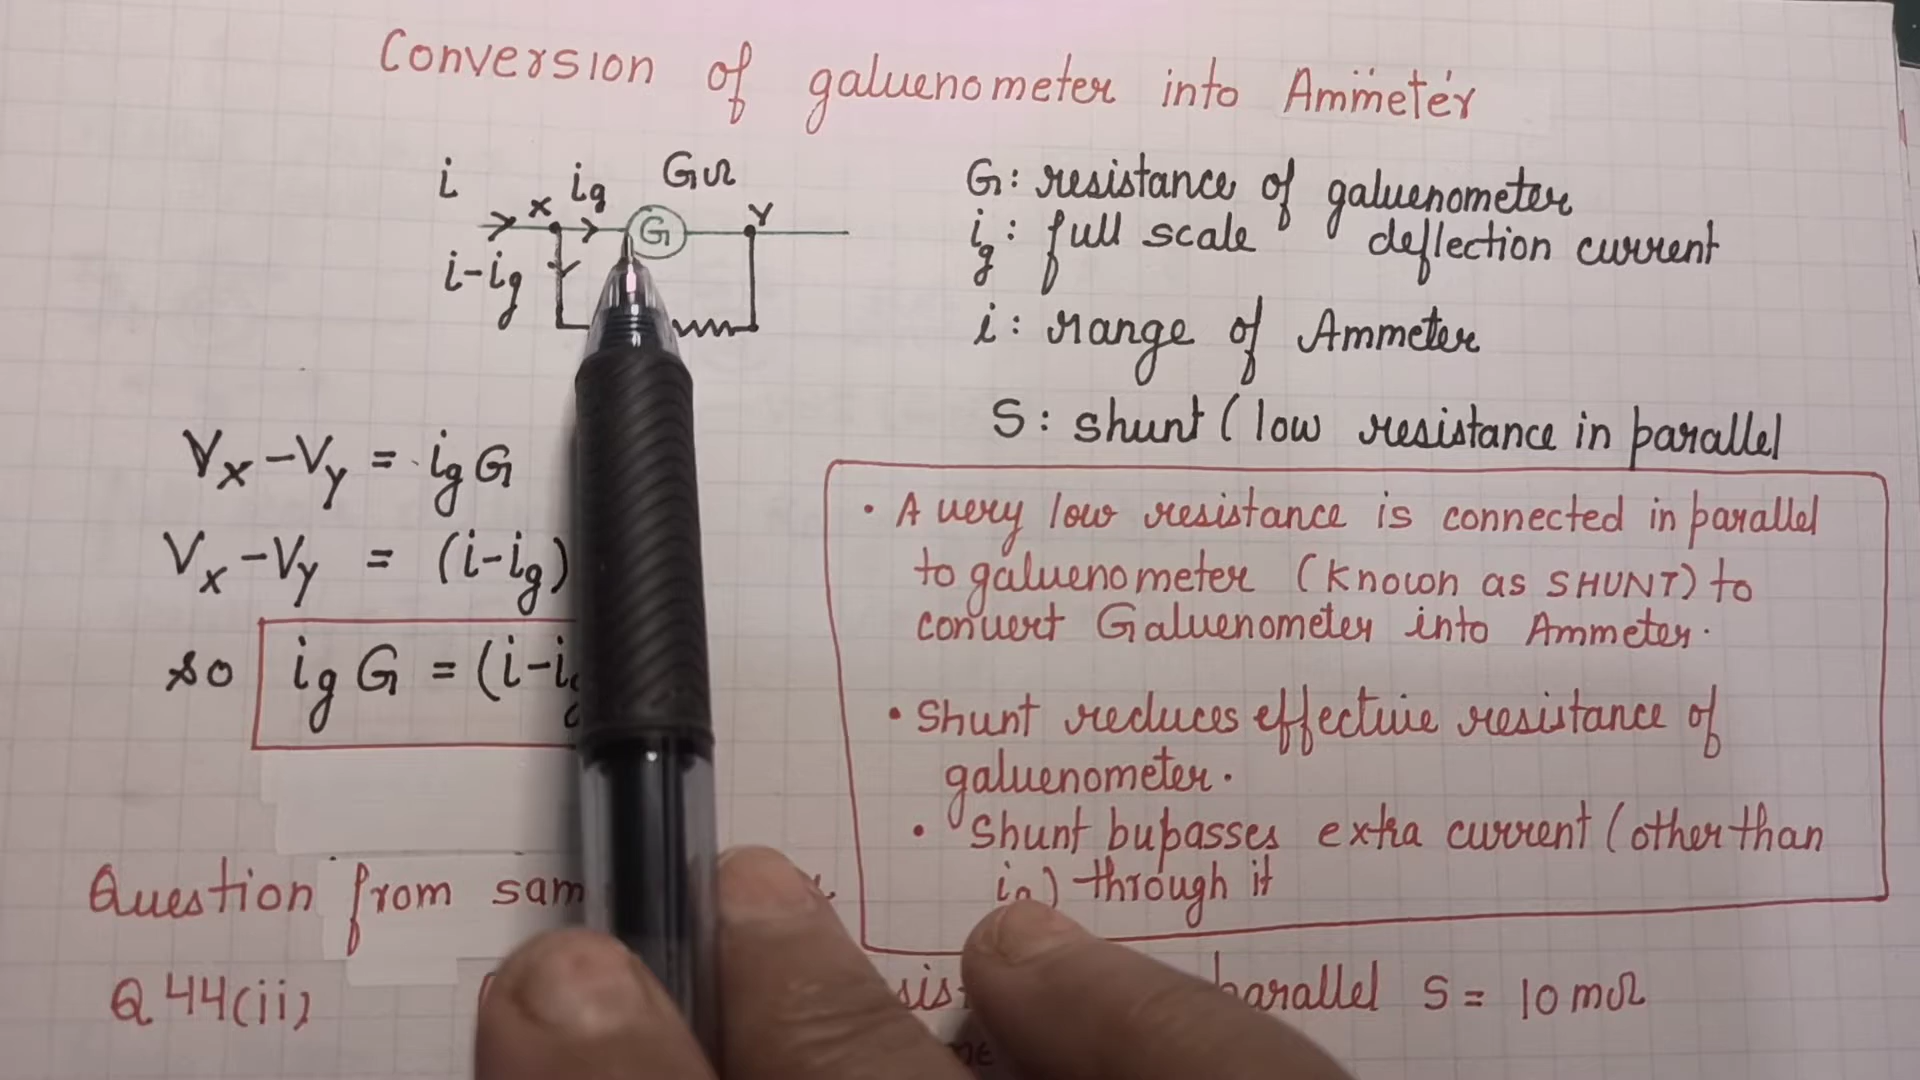 Conversion of galvenometer into Ammeter
i ig GΩ
x G Y
i-ig
G: resistance of galvenometer
ig: full scale deflection current
i: range of Ammeter
S: shunt (low resistance in parallel
Vx-Vy = ig G
Vx-Vy = (i-ig)
so ig G = (i-i
• A very low resistance is connected in parallel
to galvenometer (known as SHUNT) to
convert Galvenometer into Ammeter.
• Shunt reduces effective resistance of
galvenometer.
• Shunt bypasses extra current (other than
ig) through it
Question from
Q 44(ii)
parallel S = 10mΩ